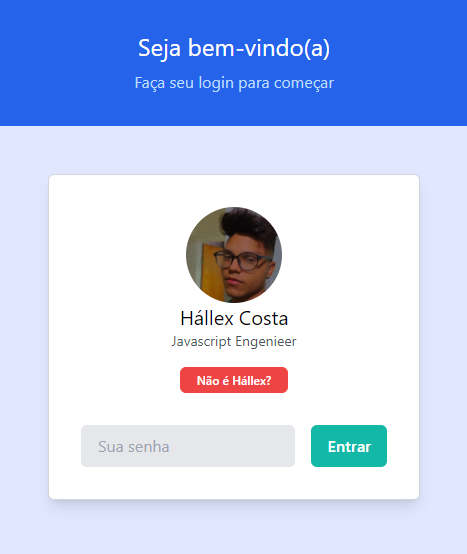 Seja bem-vindo(a)
Faça seu login para começar
Hállex Costa
Javascript Engenieer
Não é Hállex?
Sua senha
Entrar